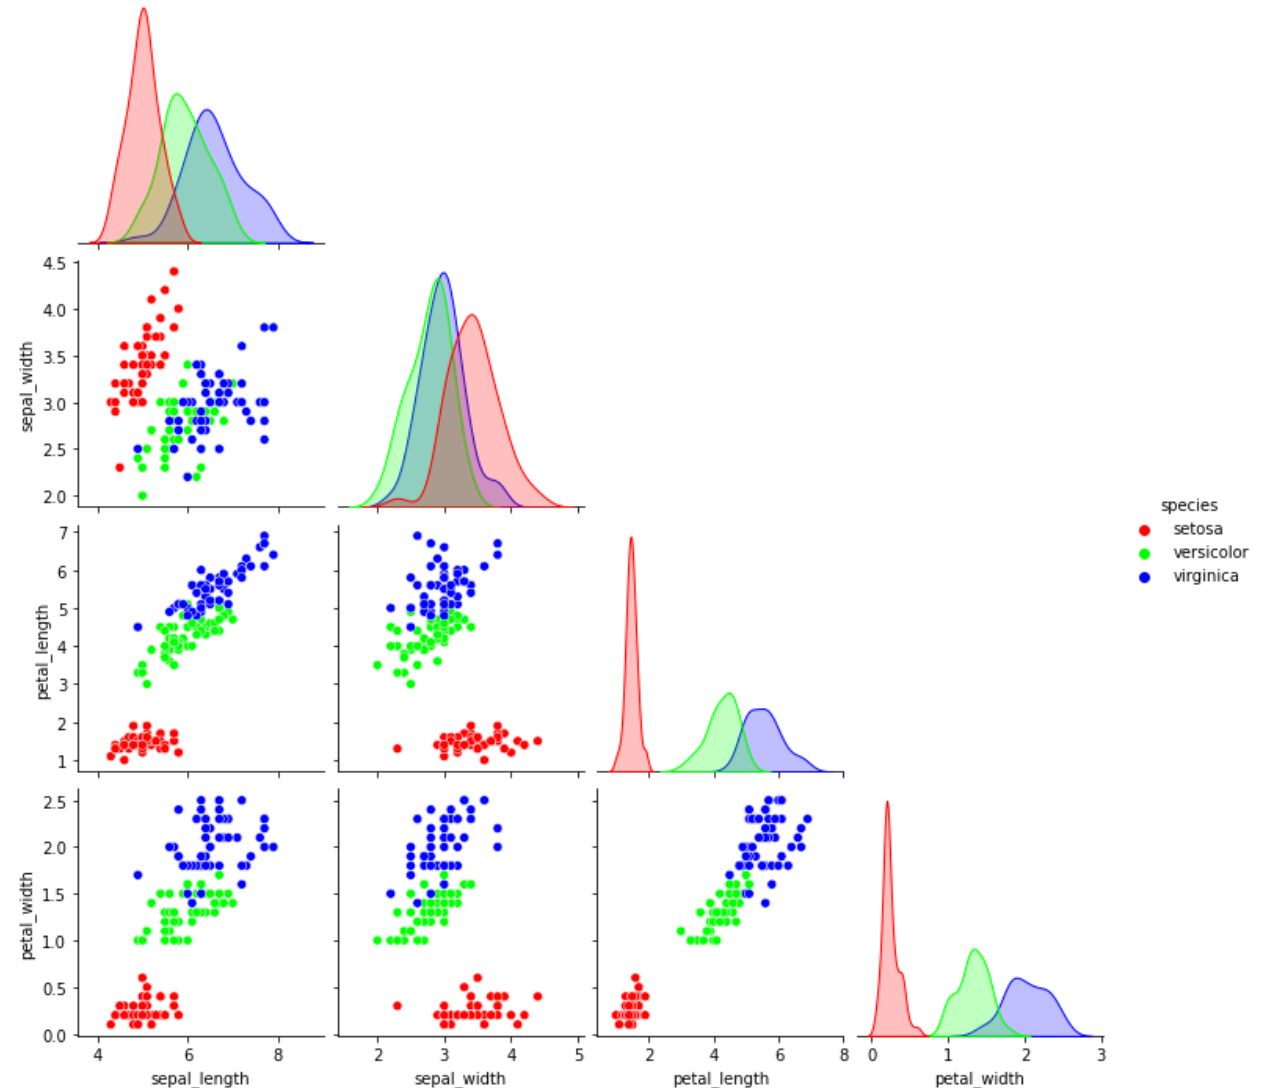 4.5
4.0
3.5
3.0
2.5
2.0
sepal_width
7
6
5
4
3
2
1
petal_length
species
setosa
versicolor
virginica
2.5
2.0
1.5
1.0
0.5
0.0
petal_width
4 6 8
2 3 4 5
2 4 6 8
0 1 2 3
sepal_length
sepal_width
petal_length
petal_width